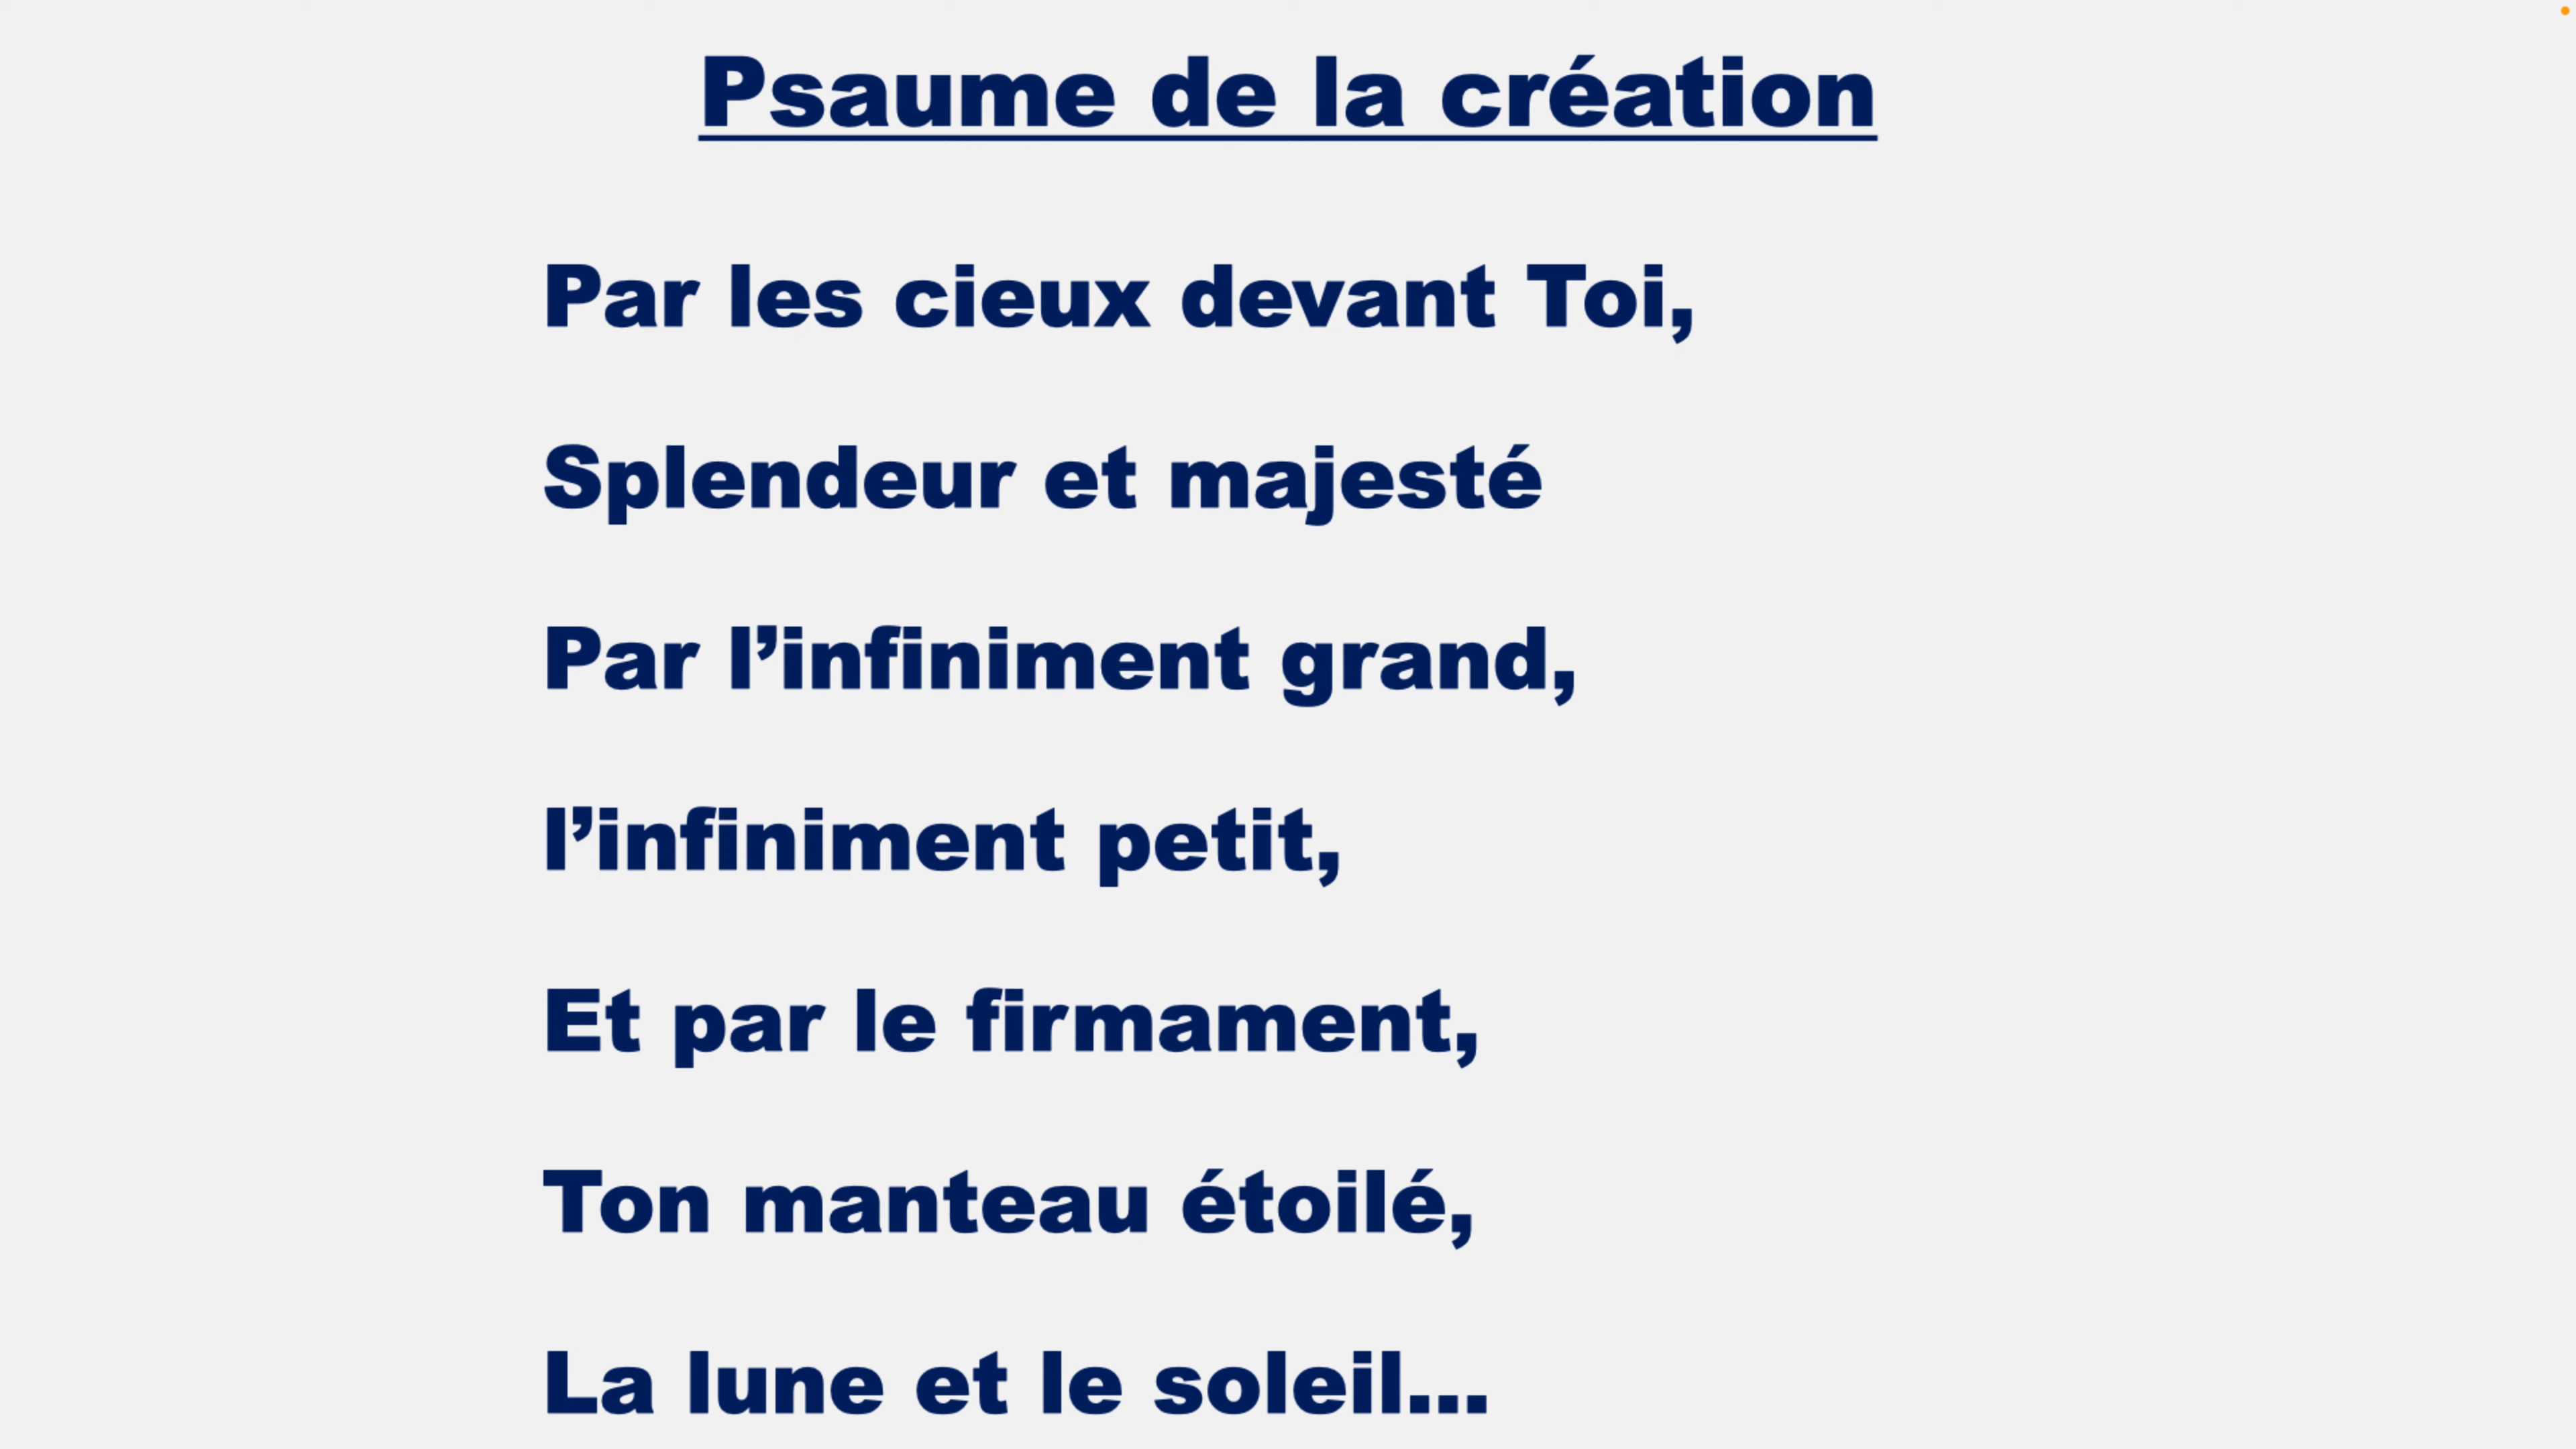 Psaume de la création
Par les cieux devant Toi,
Splendeur et majesté
Par l’infiniment grand,
l’infiniment petit,
Et par le firmament,
Ton manteau étoilé,
La lune et le soleil...